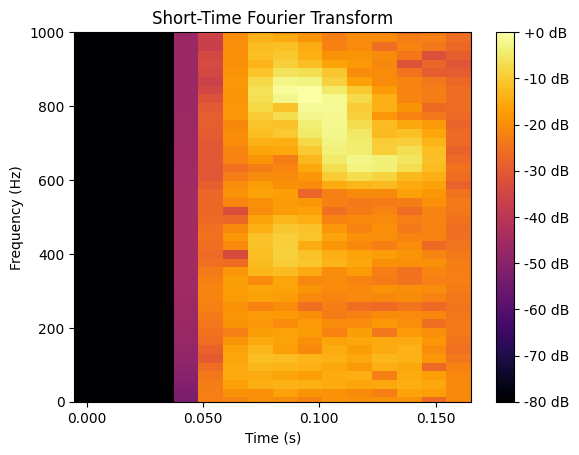 Short-Time Fourier Transform
1000
800
600
400
200
0
Frequency (Hz)
0.000
0.050
0.100
0.150
Time (s)
+0 dB
-10 dB
-20 dB
-30 dB
-40 dB
-50 dB
-60 dB
-70 dB
-80 dB